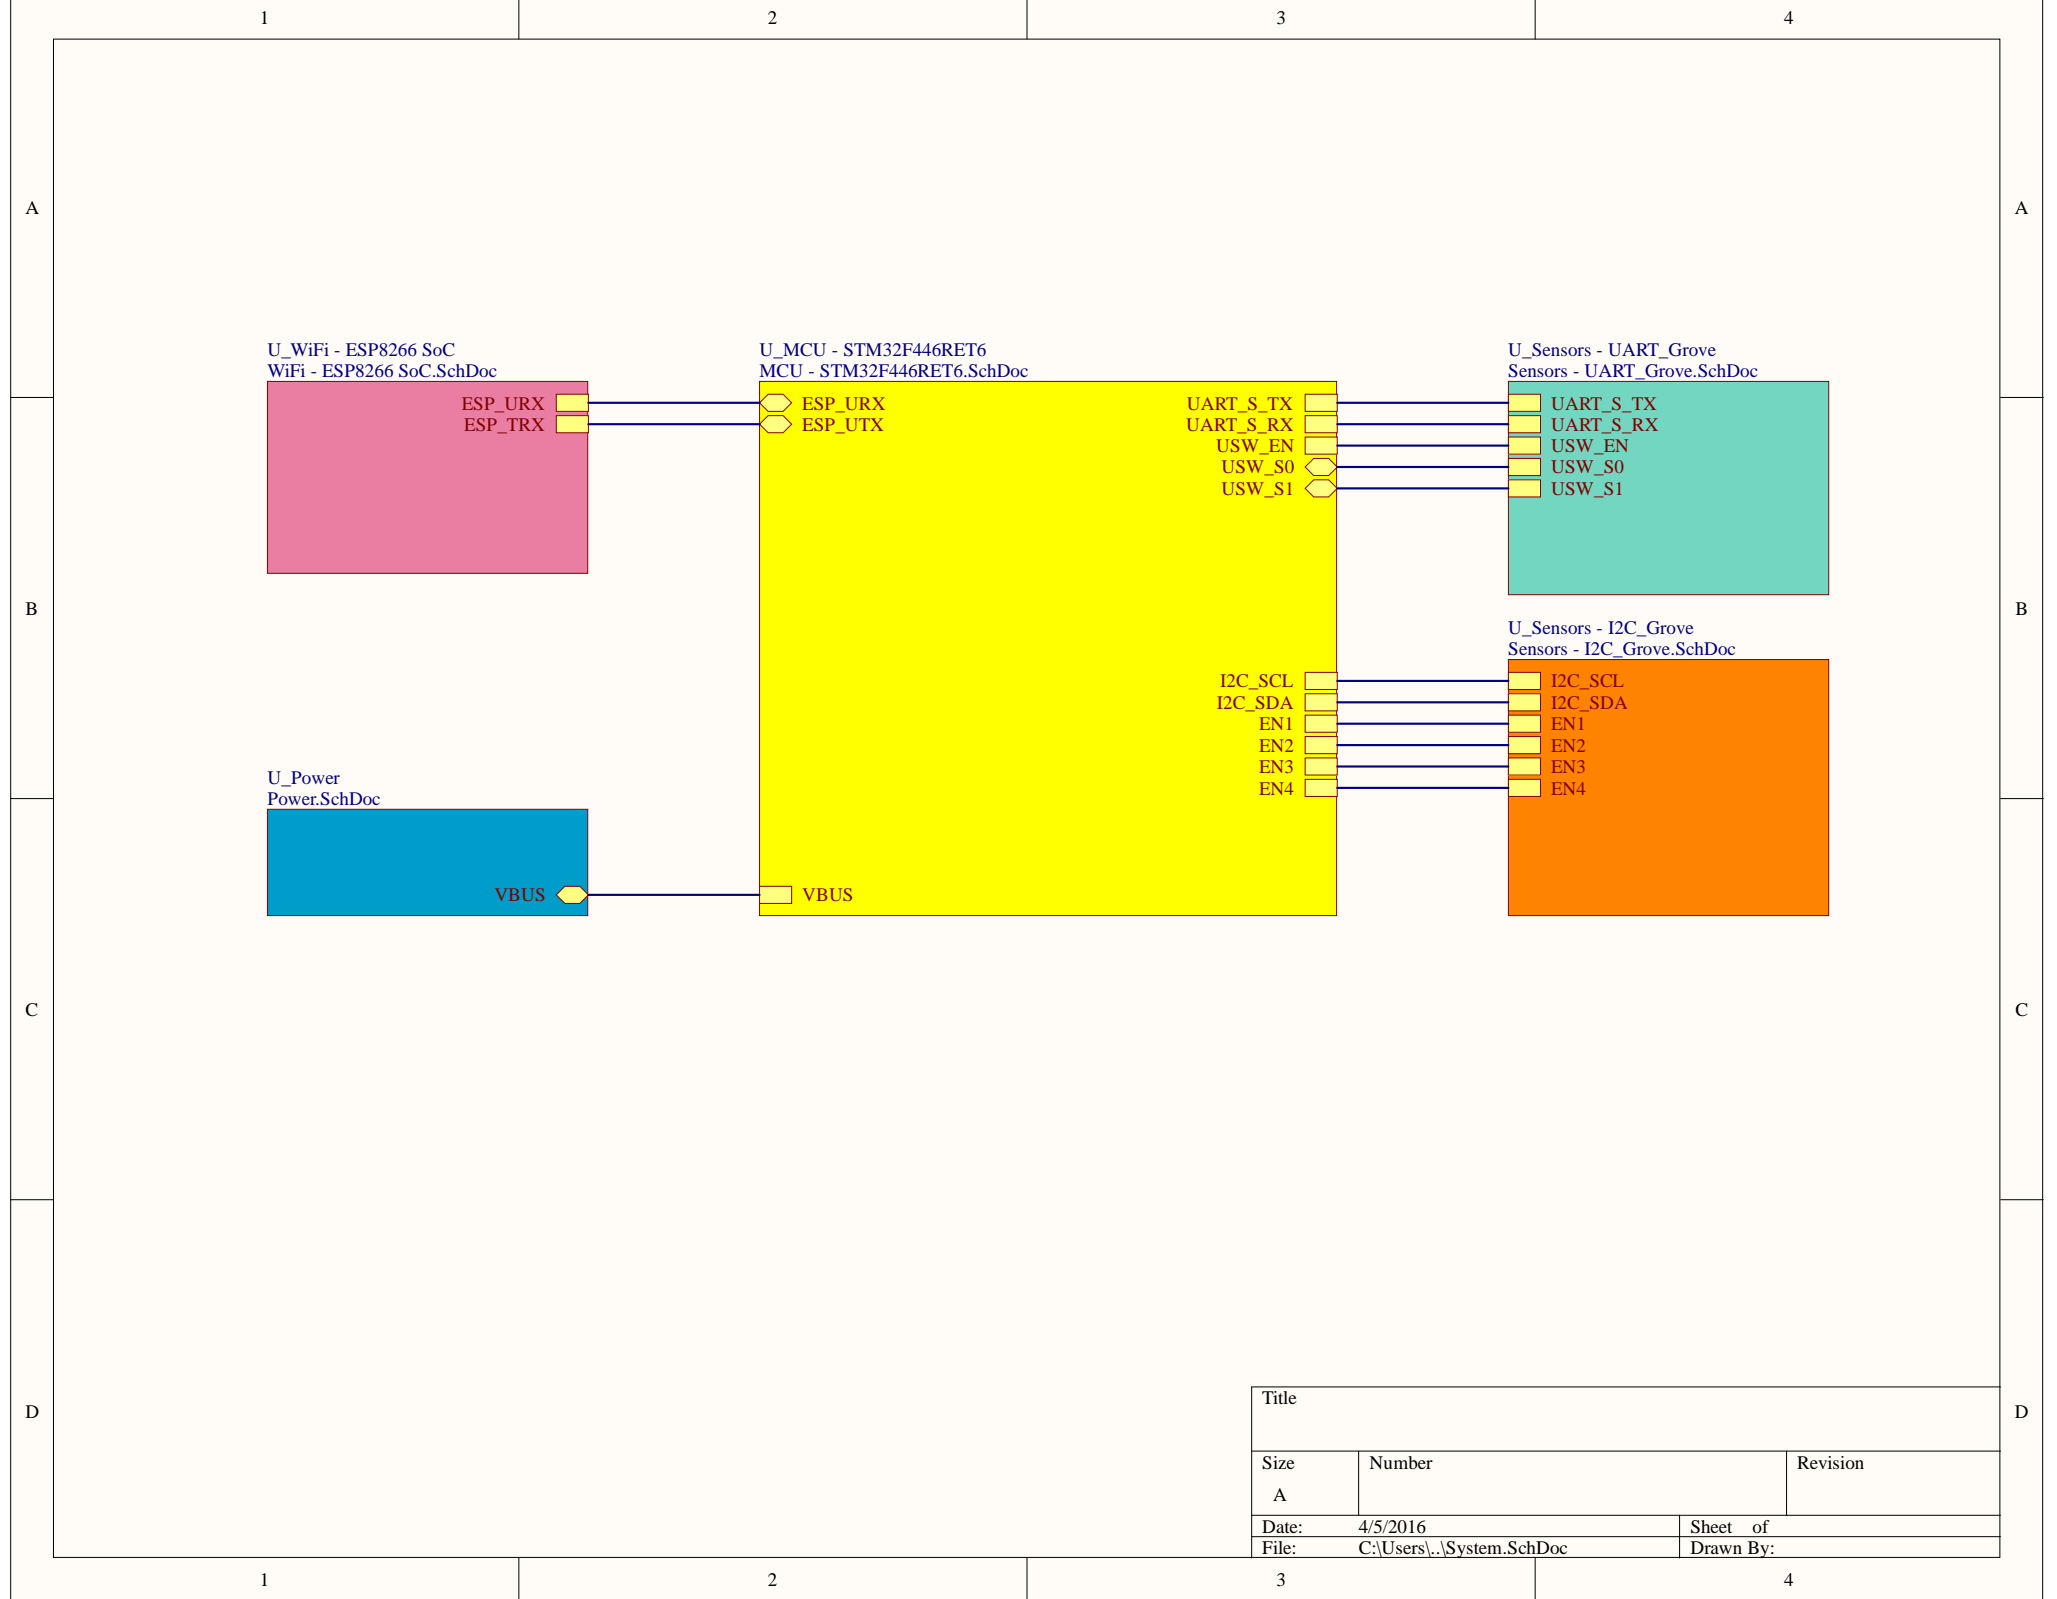 1 2 3 4
A A
U_WiFi - ESP8266 SoC
WiFi - ESP8266 SoC.SchDoc
ESP_URX
ESP_TRX
U_MCU - STM32F446RET6
MCU - STM32F446RET6.SchDoc
ESP_URX
ESP_UTX
UART_S_TX
UART_S_RX
USW_EN
USW_S0
USW_S1
U_Sensors - UART_Grove
Sensors - UART_Grove.SchDoc
UART_S_TX
UART_S_RX
USW_EN
USW_S0
USW_S1
B B
U_Sensors - I2C_Grove
Sensors - I2C_Grove.SchDoc
I2C_SCL
I2C_SDA
EN1
EN2
EN3
EN4
I2C_SCL
I2C_SDA
EN1
EN2
EN3
EN4
U_Power
Power.SchDoc
VBUS
VBUS
C C
D D
Title
Size
A
Number
Revision
Date: 4/5/2016
Sheet of
File: C:\Users\..\System.SchDoc
Drawn By:
1 2 3 4